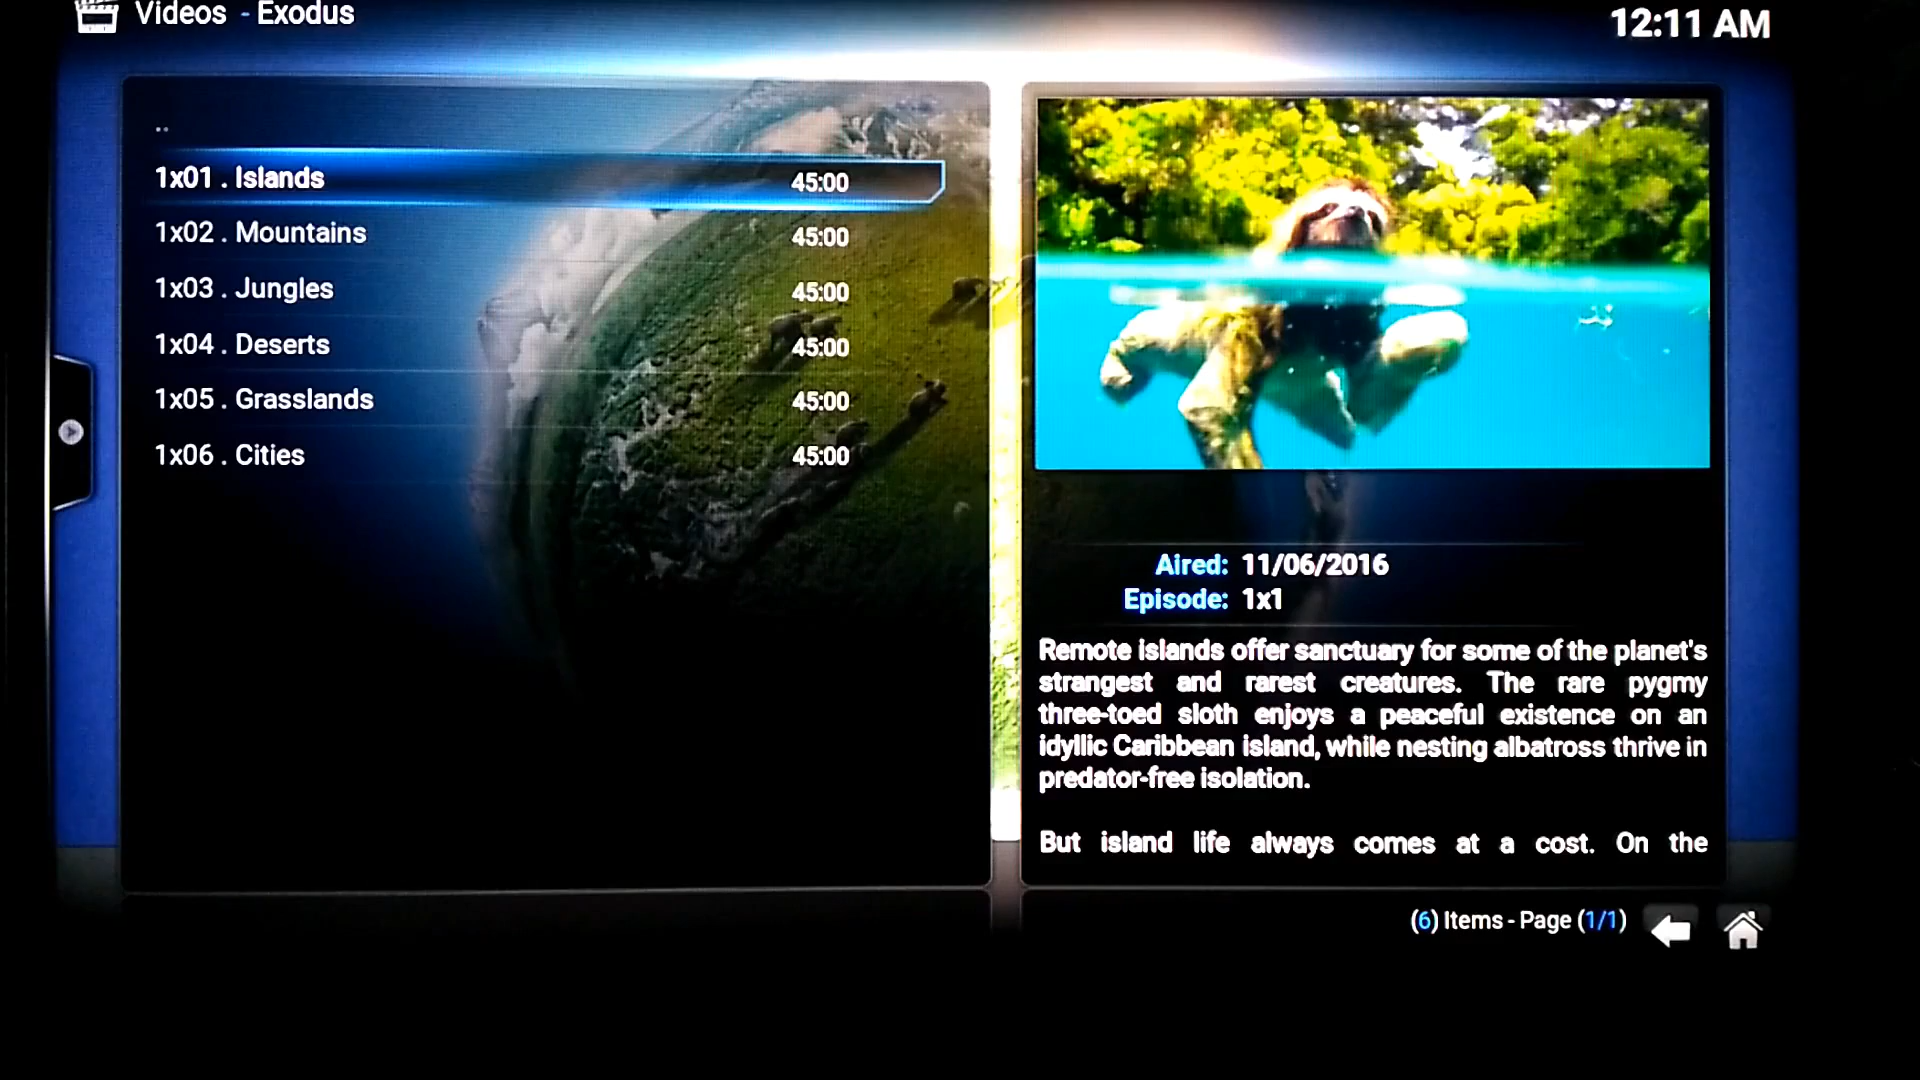 Videos - Exodus
12:11 AM
..
1x01 . Islands 45:00
1x02 . Mountains 45:00
1x03 . Jungles 45:00
1x04 . Deserts 45:00
1x05 . Grasslands 45:00
1x06 . Cities 45:00
Aired: 11/06/2016
Episode: 1x1
Remote islands offer sanctuary for some of the planet's
strangest and rarest creatures. The rare pygmy
three-toed sloth enjoys a peaceful existence on an
idyllic Caribbean island, while nesting albatross thrive in
predator-free isolation.
But island life always comes at a cost. On the
(6) Items - Page (1/1)